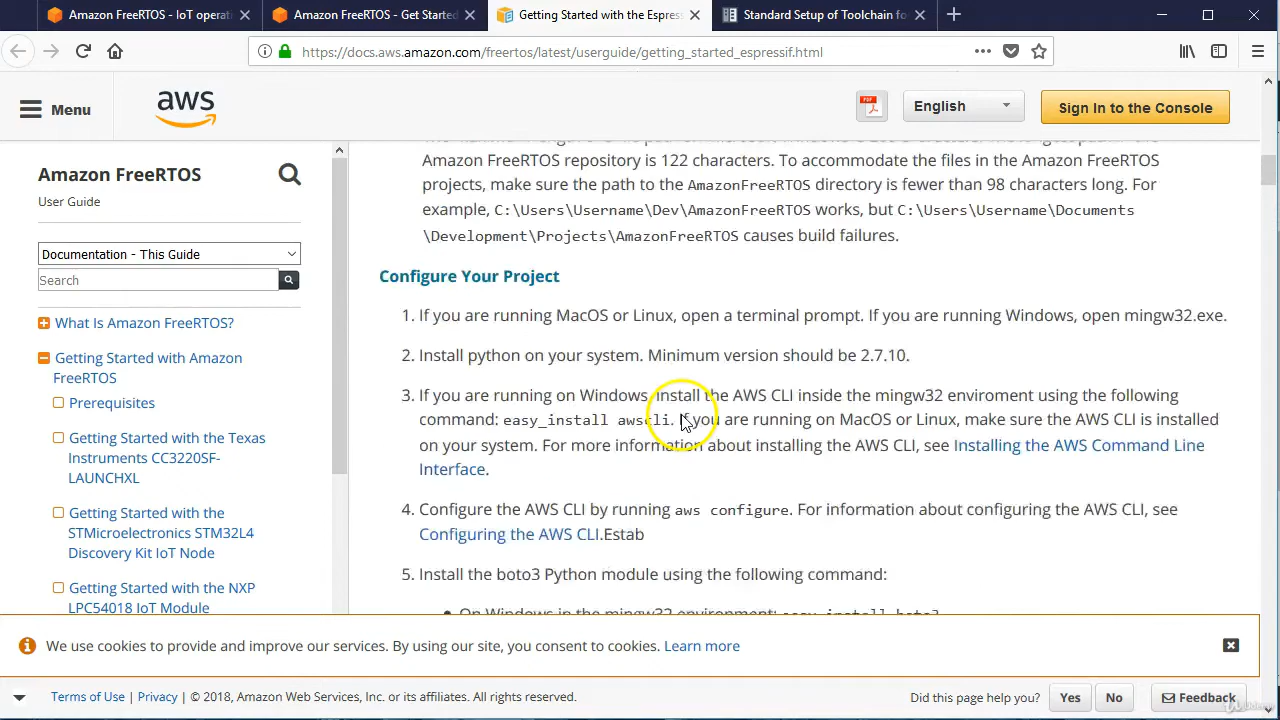 Amazon FreeRTOS - IoT operati
Amazon FreeRTOS - Get Started
Getting Started with the Espres
Standard Setup of Toolchain fo
https://docs.aws.amazon.com/freertos/latest/userguide/getting_started_espressif.html
Menu
aws
PDF
English
Sign In to the Console
Amazon FreeRTOS
User Guide
Documentation - This Guide
Search
What Is Amazon FreeRTOS?
Getting Started with Amazon
FreeRTOS
Prerequisites
Getting Started with the Texas
Instruments CC3220SF-
LAUNCHXL
Getting Started with the
STMicroelectronics STM32L4
Discovery Kit IoT Node
Getting Started with the NXP
LPC54018 IoT Module
Amazon FreeRTOS repository is 122 characters. To accommodate the files in the Amazon FreeRTOS
projects, make sure the path to the AmazonFreeRTOS directory is fewer than 98 characters long. For
example, C:\Users\Username\Dev\AmazonFreeRTOS works, but C:\Users\Username\Documents
\Development\Projects\AmazonFreeRTOS causes build failures.
Configure Your Project
1. If you are running MacOS or Linux, open a terminal prompt. If you are running Windows, open mingw32.exe.
2. Install python on your system. Minimum version should be 2.7.10.
3. If you are running on Windows, install the AWS CLI inside the mingw32 enviroment using the following
command: easy_install awscli. If you are running on MacOS or Linux, make sure the AWS CLI is installed
on your system. For more information about installing the AWS CLI, see Installing the AWS Command Line
Interface.
4. Configure the AWS CLI by running aws configure. For information about configuring the AWS CLI, see
Configuring the AWS CLI.Estab
5. Install the boto3 Python module using the following command:
On Windows in the mingw32 environment: easy_install boto3
We use cookies to provide and improve our services. By using our site, you consent to cookies. Learn more
Terms of Use | Privacy | © 2018, Amazon Web Services, Inc. or its affiliates. All rights reserved.
Did this page help you?
Yes
No
Feedback